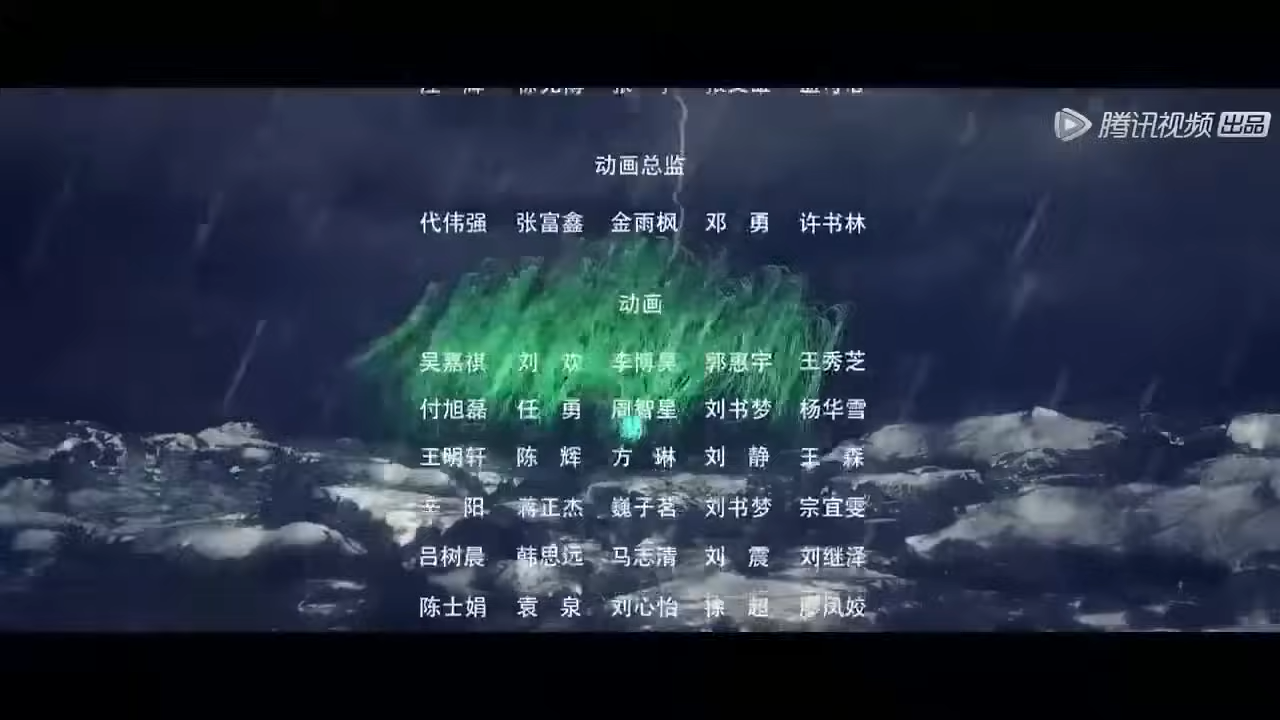 腾讯视频 出品
动画总监
代伟强 张富鑫 金雨枫 邓 勇 许书林
动画
吴嘉祺 刘 欢 李博昊 郭惠宇 王秀芝
付旭磊 任 勇 周智星 刘书梦 杨华雪
王明轩 陈 辉 方 琳 刘 静 王 森
辛 阳 蒋正杰 巍子茗 刘书梦 宗宜雯
吕树晨 韩思远 马志清 刘 震 刘继泽
陈士娟 袁 泉 刘心怡 徐 超 廖凤姣